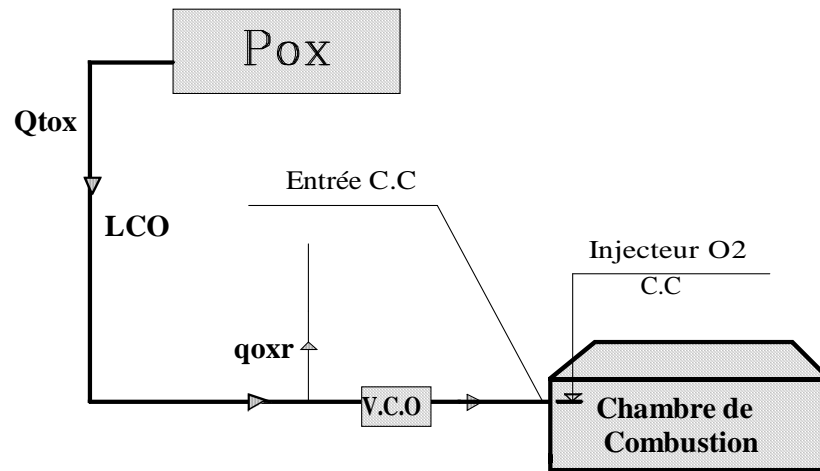 Pox
Qtox
Entrée C.C
LCO
Injecteur O2
C.C
qoxr
V.C.O
Chambre de
Combustion